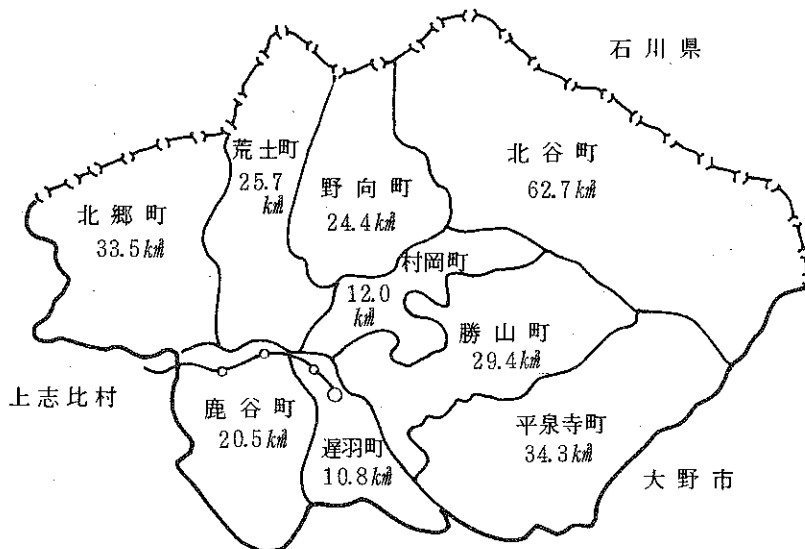 石川県
荒土町
25.7
k㎡
北谷町
62.7k㎡
野向町
24.4k㎡
北郷町
33.5k㎡
村岡町
12.0
k㎡
勝山町
29.4k㎡
上志比村
鹿谷町
20.5k㎡
遅羽町
10.8k㎡
平泉寺町
34.3k㎡
大野市